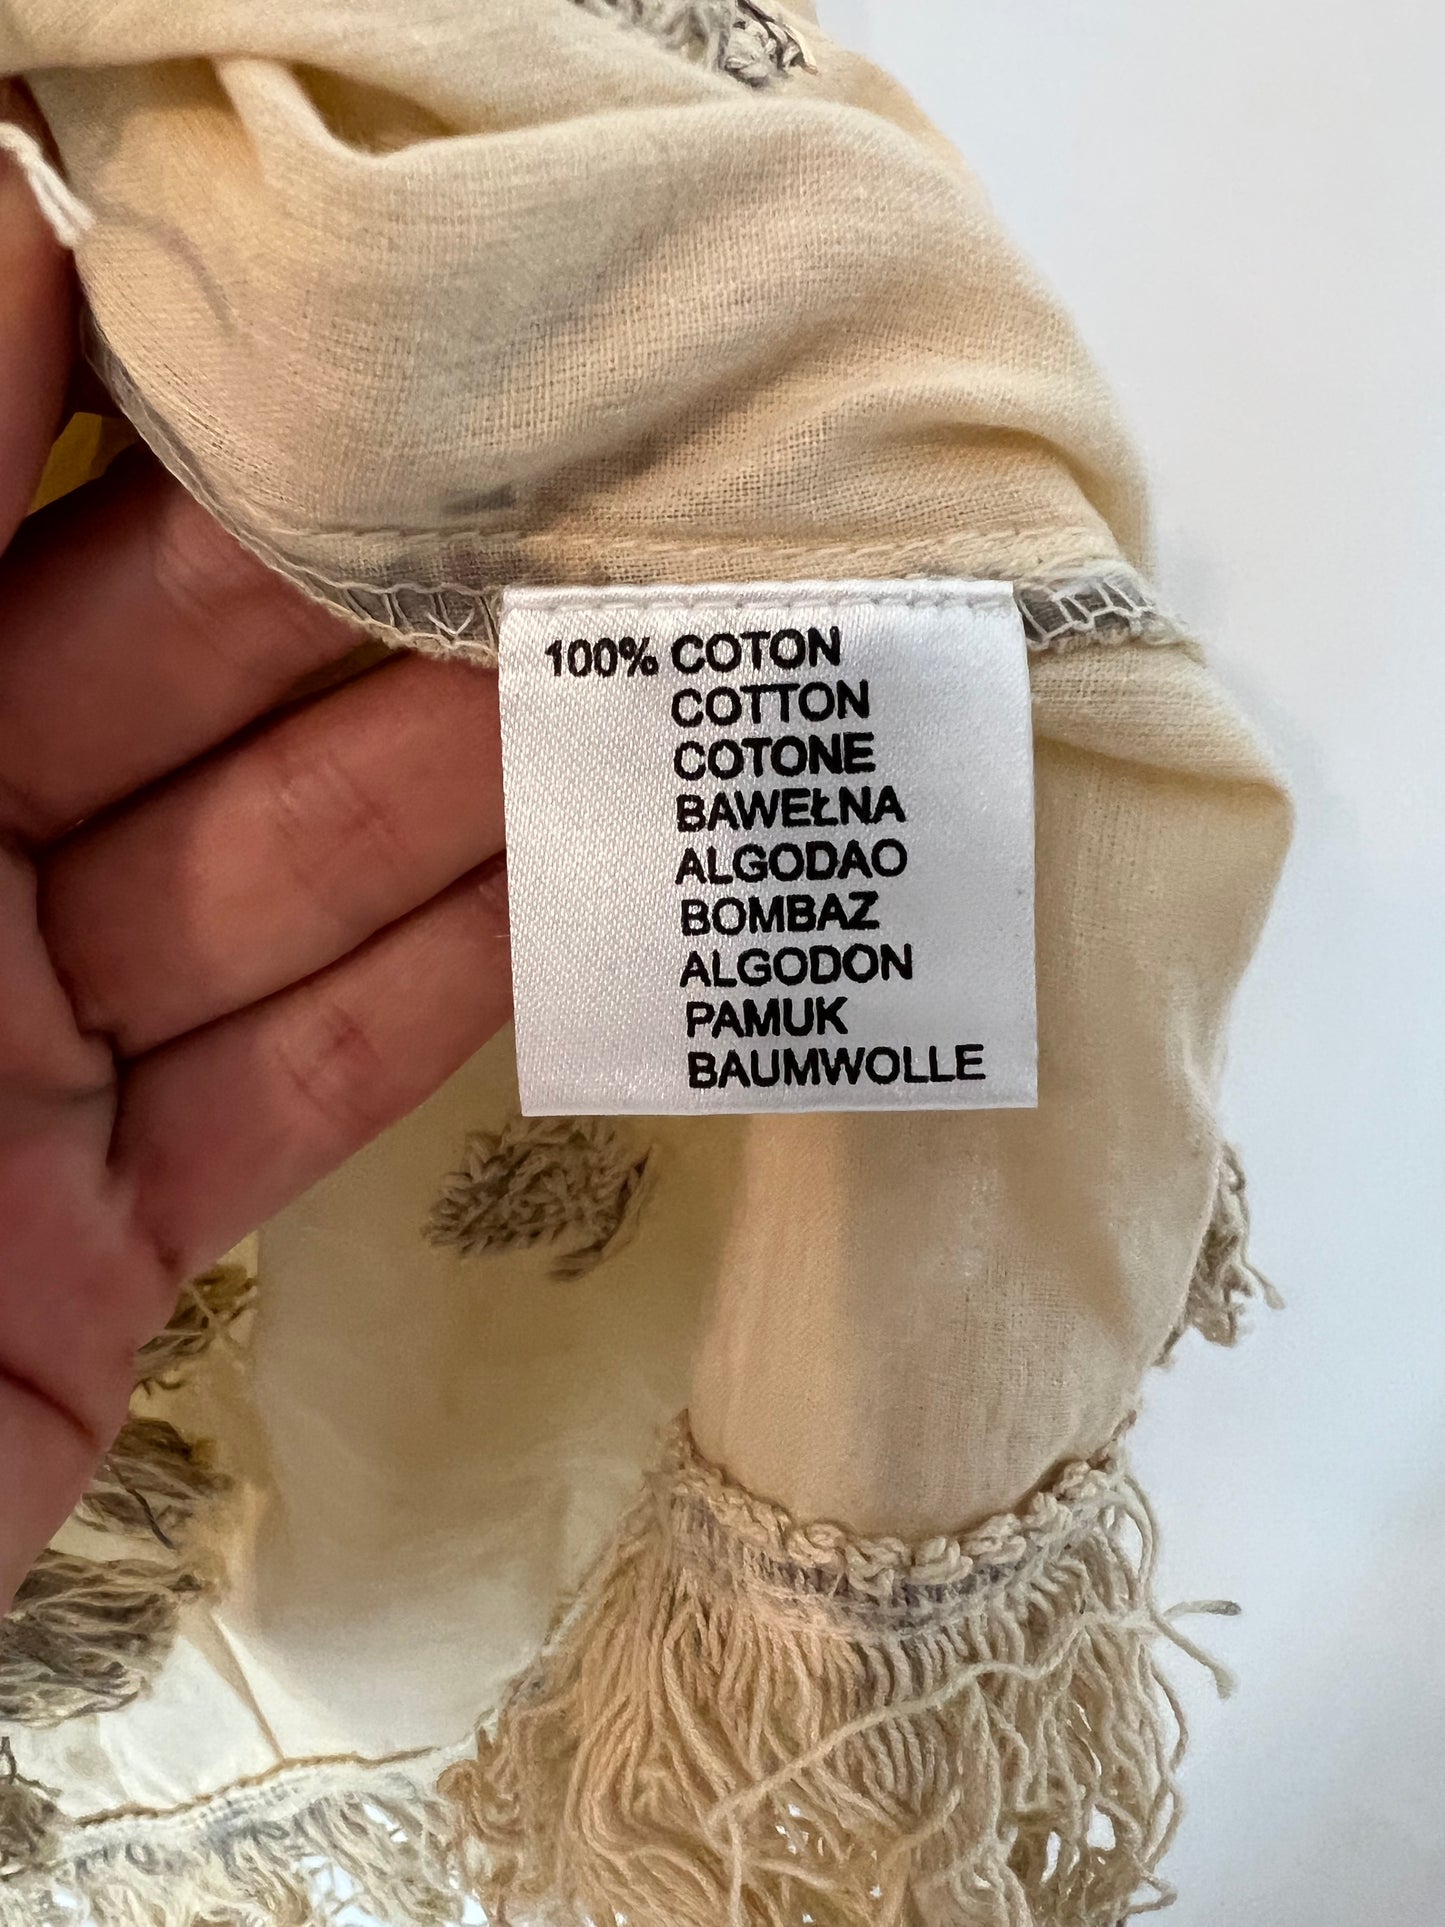 100% COTON
COTTON
COTONE
BAWEŁNA
ALGODAO
BOMBAZ
ALGODON
PAMUK
BAUMWOLLE